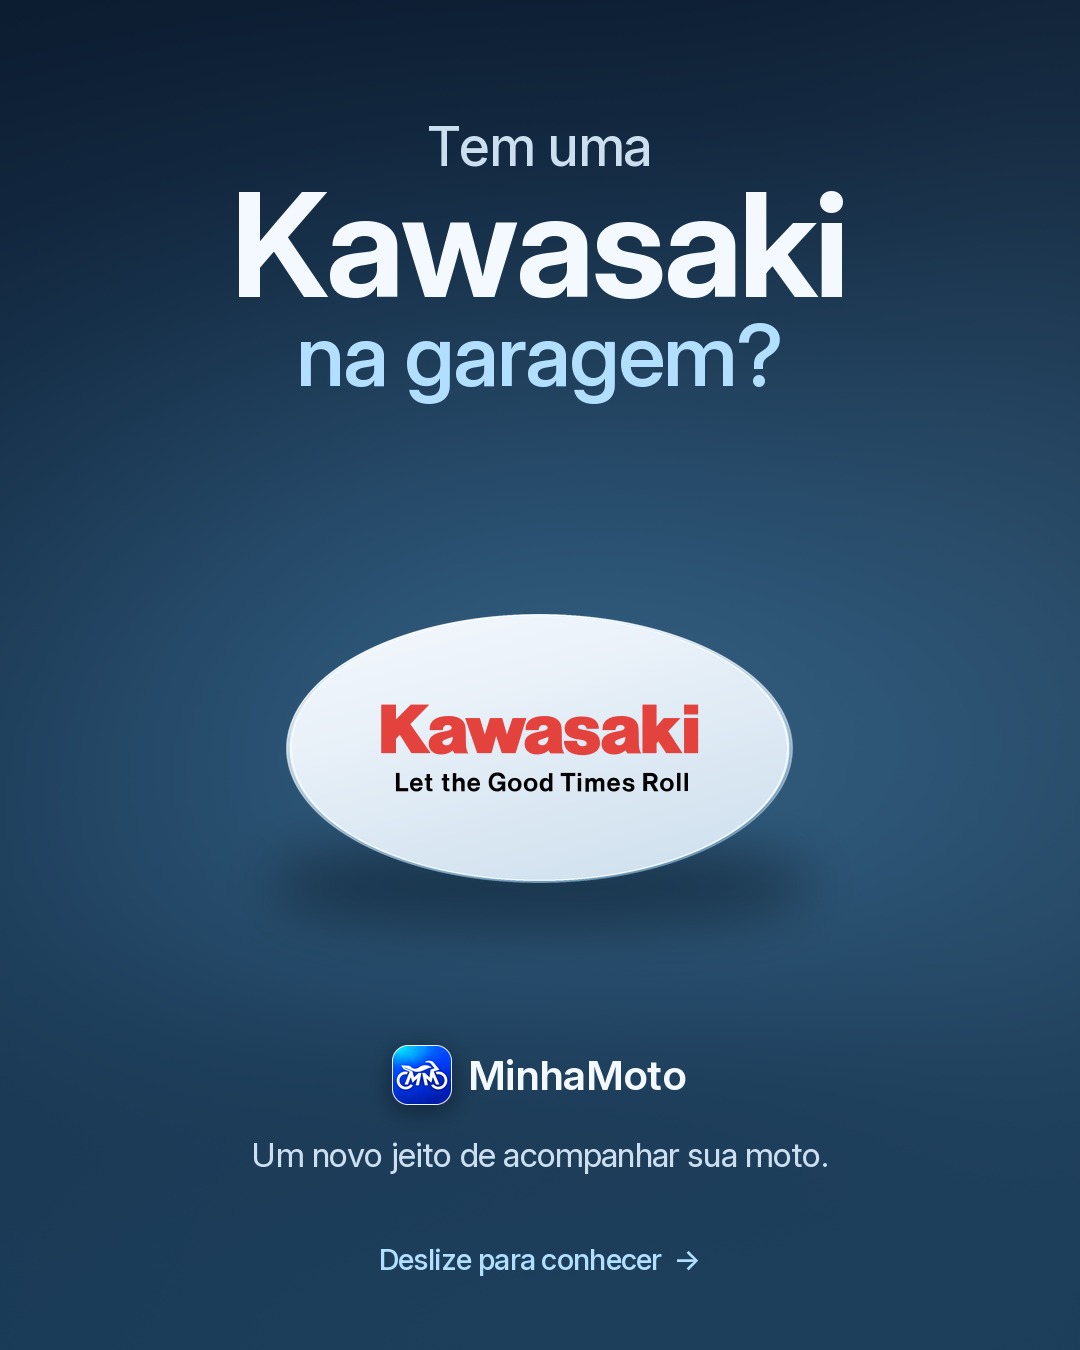 Tem uma
Kawasaki
na garagem?
Kawasaki
Let the Good Times Roll
MM
MinhaMoto
Um novo jeito de acompanhar sua moto.
Deslize para conhecer →